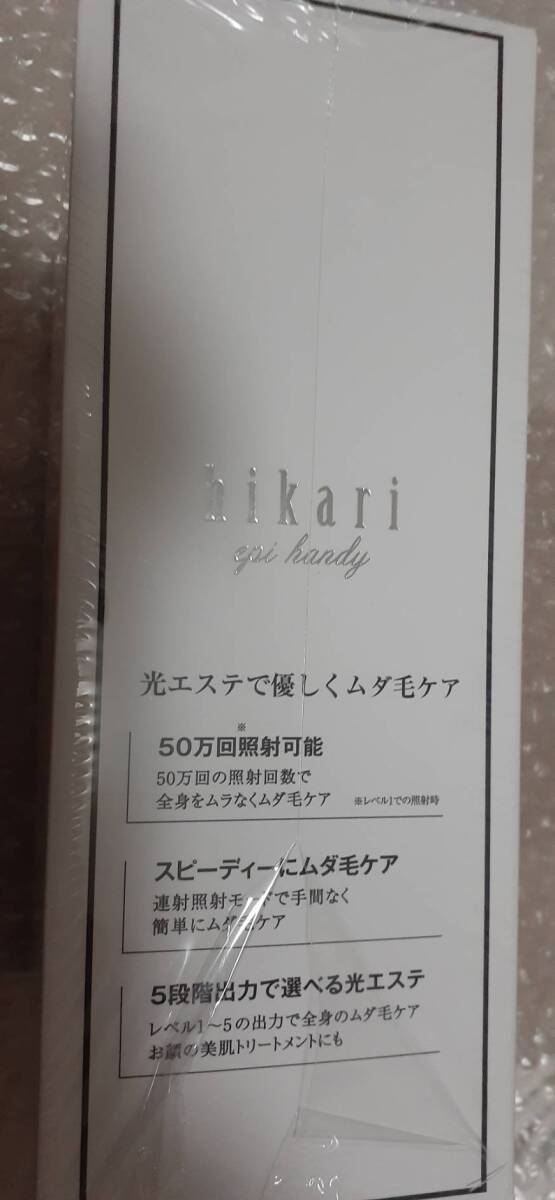 hikari
epi handy
光エステで優しくムダ毛ケア
※
50万回照射可能
50万回の照射回数で
全身をムラなくムダ毛ケア ※レベル1での照射時
スピーディーにムダ毛ケア
連射照射モードで手間なく
簡単にムダ毛ケア
5段階出力で選べる光エステ
レベル1～5の出力で全身のムダ毛ケア
お顔の美肌トリートメントにも